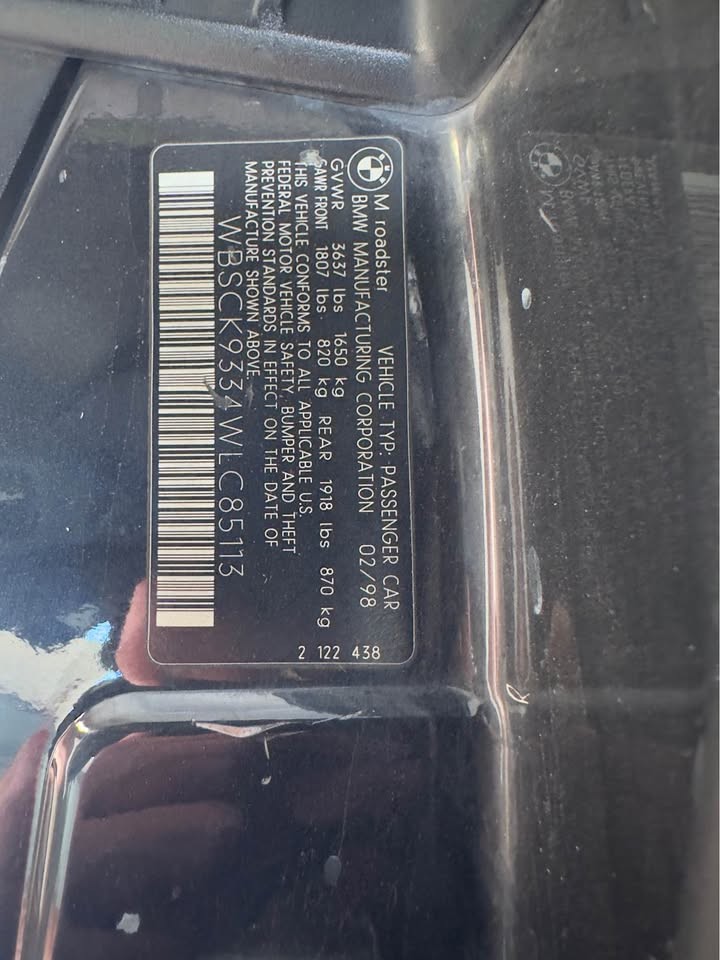 M roadster VEHICLE TYP: PASSENGER CAR
BMW MANUFACTURING CORPORATION 02/98
GVWR 3637 lbs 1650 kg
GAWR FRONT 1807 lbs 820 kg REAR 1918 lbs 870 kg
THIS VEHICLE CONFORMS TO ALL APPLICABLE U.S.
FEDERAL MOTOR VEHICLE SAFETY, BUMPER AND THEFT
PREVENTION STANDARDS IN EFFECT ON THE DATE OF
MANUFACTURE SHOWN ABOVE.
WBSCK9334WLC85113
2 122 438